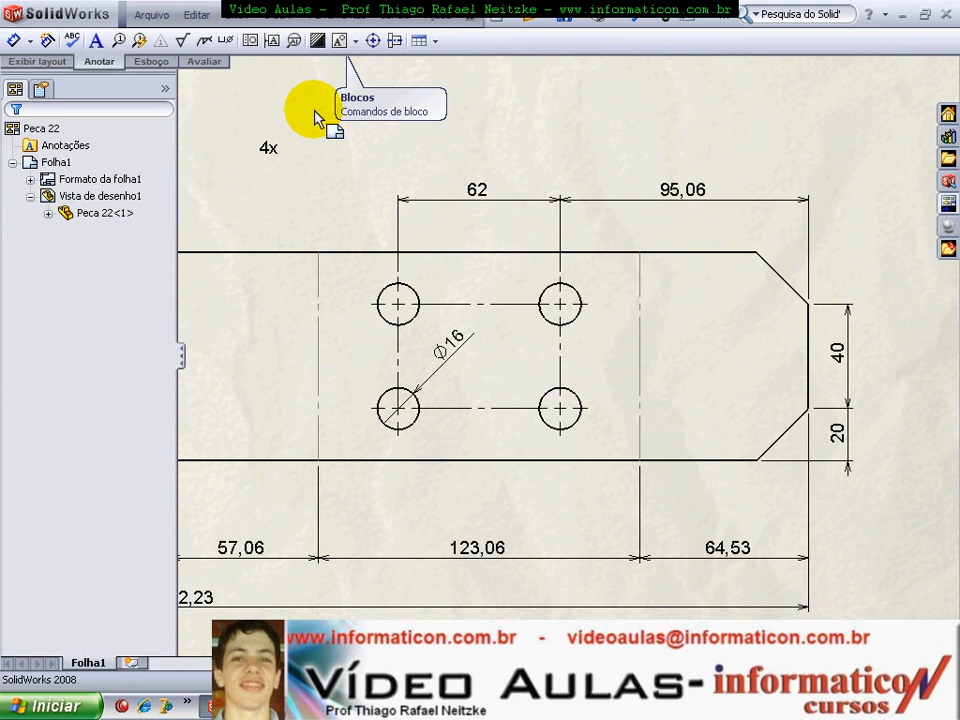 Video Aulas - Prof Thiago Rafael Neitzke - www.informaticon.com.br
SolidWorks
Arquivo
Editar
Pesquisa do Solid'
Exibir layout
Anotar
Esboço
Avaliar
Blocos
Comandos de bloco
Peca 22
Anotações
Folha1
Formato da folha1
Vista de desenho1
Peca 22<1>
4x
62
95,06
Ø16
40
20
57,06
123,06
64,53
2,23
Folha1
SolidWorks 2008
Iniciar
www.informaticon.com.br - videoaulas@informaticon.com.br
Vídeo Aulas-
informaticon
cursos
Prof Thiago Rafael Neitzke